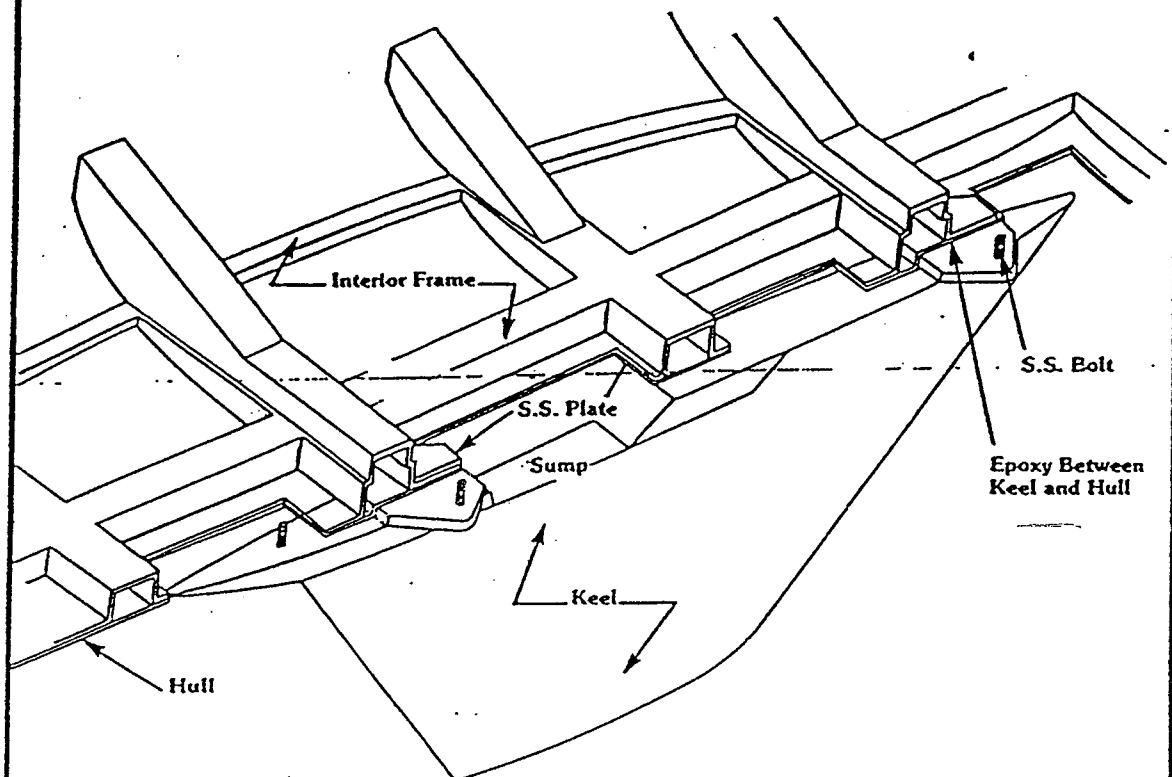 Interior Frame
S.S. Bolt
S.S. Plate
Sump
Epoxy Between
Keel and Hull
Keel
Hull